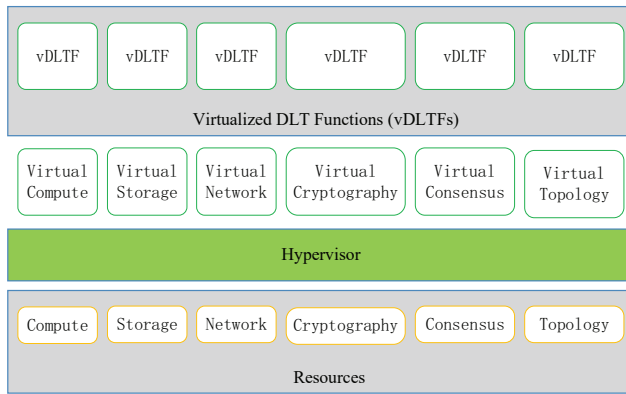 vDLTF vDLTF vDLTF vDLTF vDLTF vDLTF
Virtualized DLT Functions (vDLTFs)
Virtual Virtual Virtual Virtual Virtual Virtual
Compute Storage Network Cryptography Consensus Topology
Hypervisor
Compute Storage Network Cryptography Consensus Topology
Resources